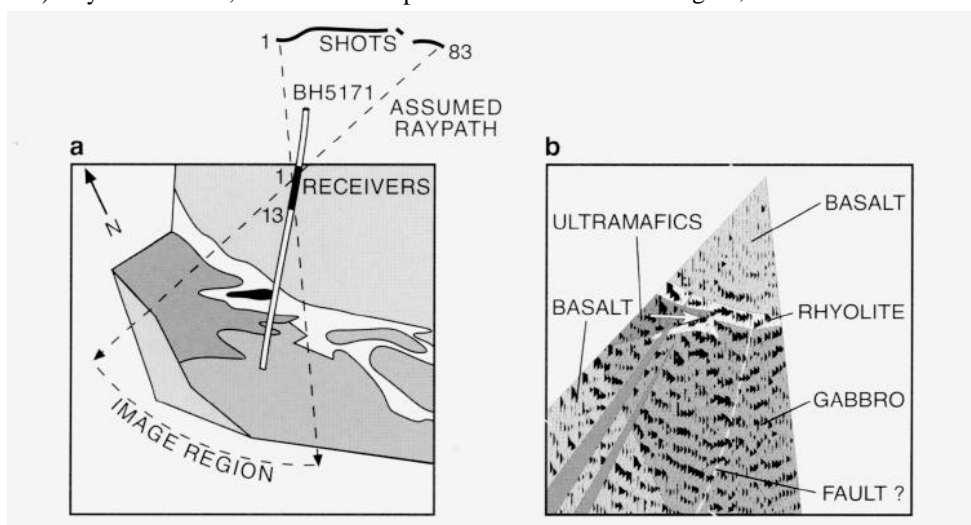 1 SHOTS 83
BH5171
ASSUMED
RAYPATH
a
1 RECEIVERS
13
N
IMAGE REGION
b
BASALT
ULTRAMAFICS
BASALT
RHYOLITE
GABBRO
FAULT ?